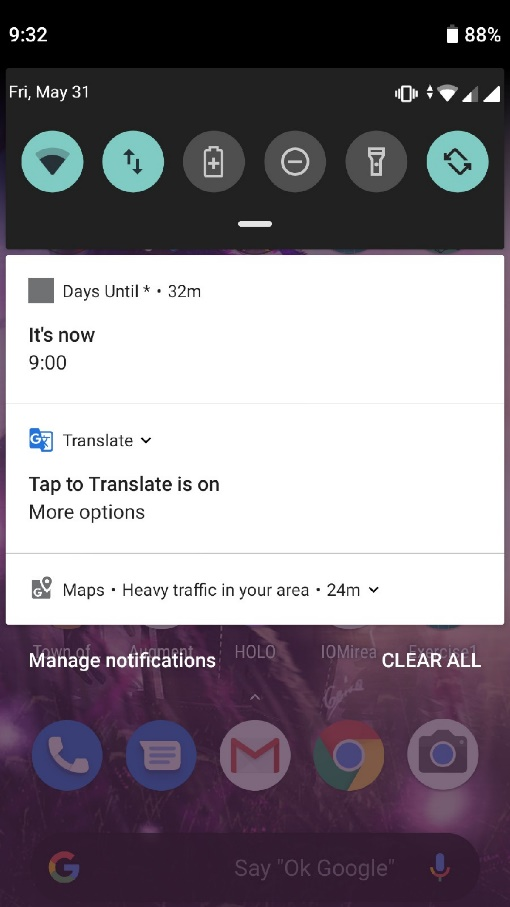 9:32 88%
Fri, May 31
Days Until * • 32m
It's now
9:00
Translate
Tap to Translate is on
More options
Maps • Heavy traffic in your area • 24m
Town of Augment HOLO IOMirea Exercise1
Manage notifications CLEAR ALL
Say "Ok Google"